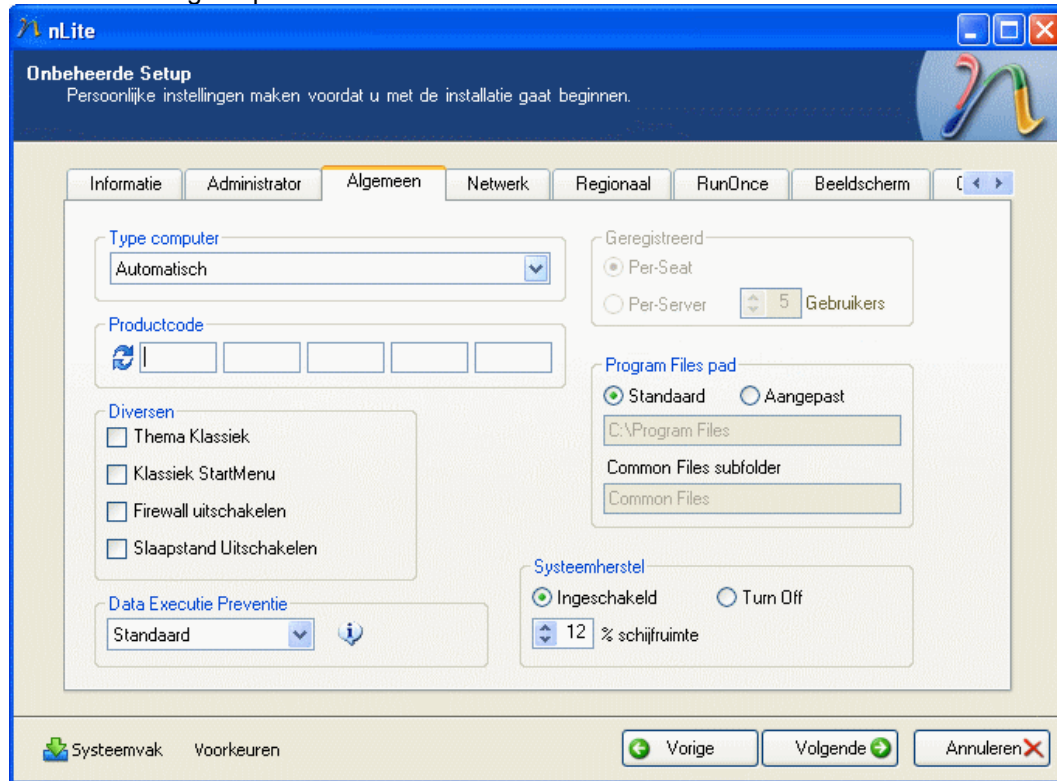 nLite
Onbeheerde Setup
Persoonlijke instellingen maken voordat u met de installatie gaat beginnen.
Informatie Administrator Algemeen Netwerk Regionaal RunOnce Beeldscherm
Type computer
Automatisch
Productcode
Diversen
Thema Klassiek
Klassiek StartMenu
Firewall uitschakelen
Slaapstand Uitschakelen
Data Executie Preventie
Standaard
Geregistreerd
Per-Seat
Per-Server 5 Gebruikers
Program Files pad
Standaard Aangepast
C:\Program Files
Common Files subfolder
Common Files
Systeemherstel
Ingeschakeld Turn Off
12 % schijfruimte
Systeemvak Voorkeuren Vorige Volgende Annuleren